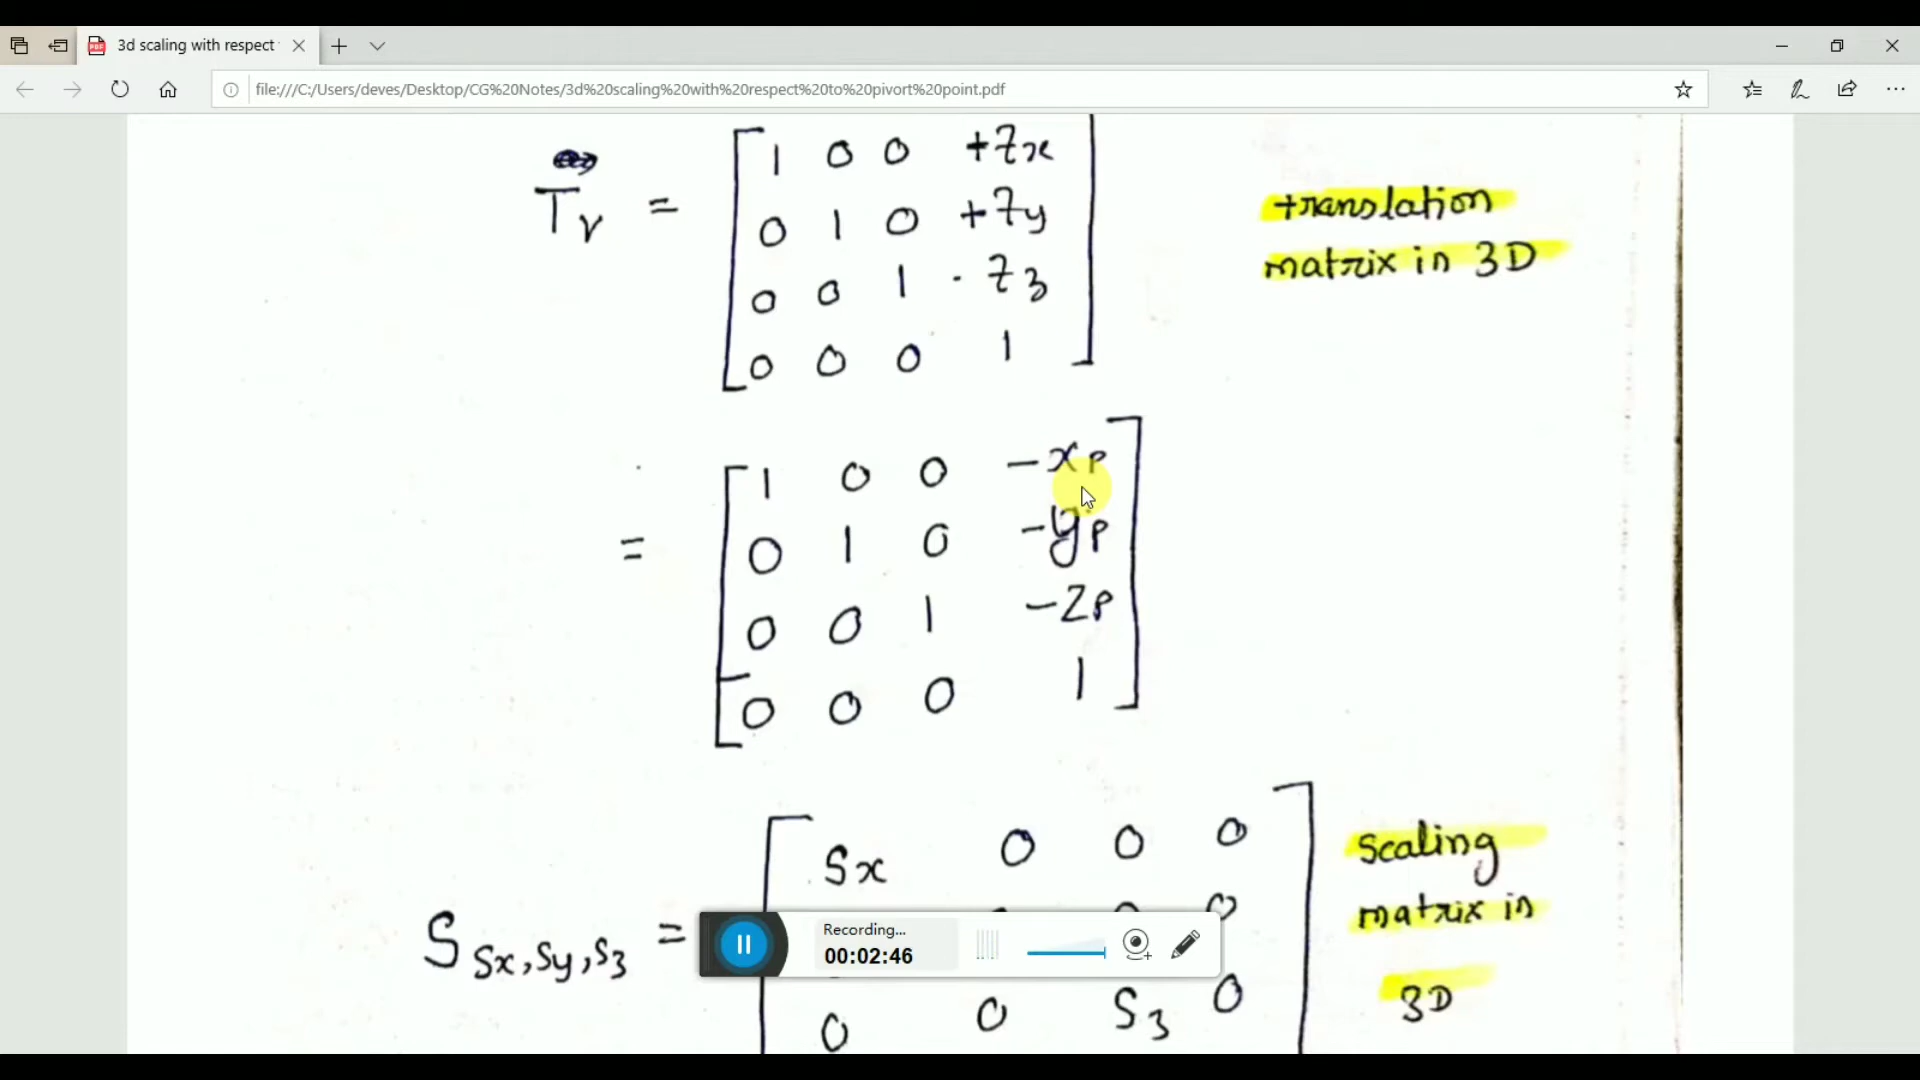 3d scaling with respect
file:///C:/Users/deves/Desktop/CG%20Notes/3d%20scaling%20with%20respect%20to%20pivort%20point.pdf
1 0 0 +tx
Tv = 0 1 0 +ty translation
0 0 1 tz matrix in 3D
0 0 0 1
1 0 0 -xp
= 0 1 0 -yp
0 0 1 -zp
0 0 0 1
Sx 0 0 0 Scaling
0 matrix in
S Sx, Sy, Sz =
0 0 Sz 0 3D
Recording...
00:02:46